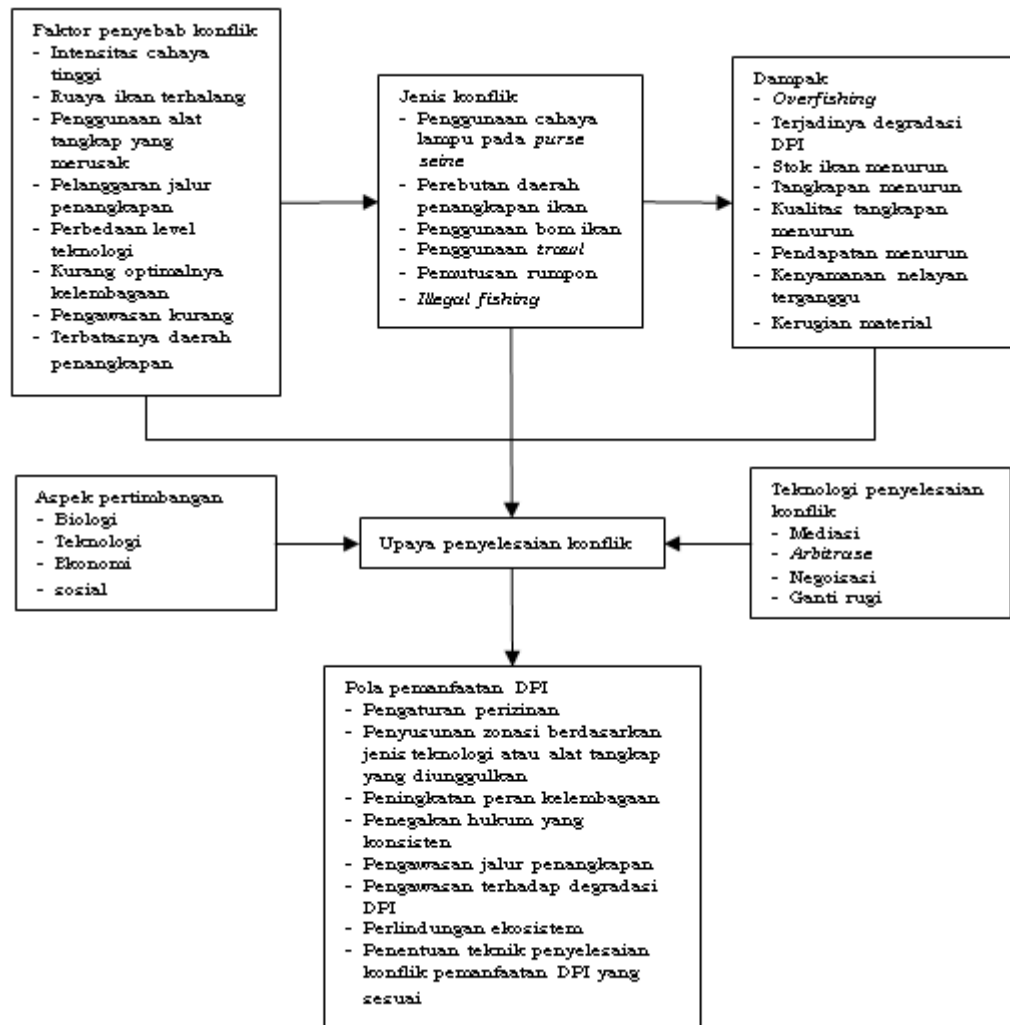 Faktor penyebab konflik
- Intensitas cahaya
tinggi
- Ruaya ikan terhalang
- Penggunaan alat
tangkap yang
merusak
- Pelanggaran jalur
penangkapan
- Perbedaan level
teknologi
- Kurang optimalnya
kelembagaan
- Pengawasan kurang
- Terbatasnya daerah
penangkapan
Jenis konflik
- Penggunaan cahaya
lampu pada purse
seine
- Perebutan daerah
penangkapan ikan
- Penggunaan bom ikan
- Penggunaan trawl
- Pemutusan rumpon
- Illegal fishing
Dampak
- Overfishing
- Terjadinya degradasi
DPI
- Stok ikan menurun
- Tangkapan menurun
- Kualitas tangkapan
menurun
- Pendapatan menurun
- Kenyamanan nelayan
terganggu
- Kerugian material
Aspek pertimbangan
- Biologi
- Teknologi
- Ekonomi
- sosial
Upaya penyelesaian konflik
Teknologi penyelesaian
konflik
- Mediasi
- Arbitrase
- Negoisasi
- Ganti rugi
Pola pemanfaatan DPI
- Pengaturan perizinan
- Penyusunan zonasi berdasarkan
jenis teknologi atau alat tangkap
yang diunggulkan
- Peningkatan peran kelembagaan
- Penegakan hukum yang
konsisten
- Pengawasan jalur penangkapan
- Pengawasan terhadap degradasi
DPI
- Perlindungan ekosistem
- Penentuan teknik penyelesaian
konflik pemanfaatan DPI yang
sesuai